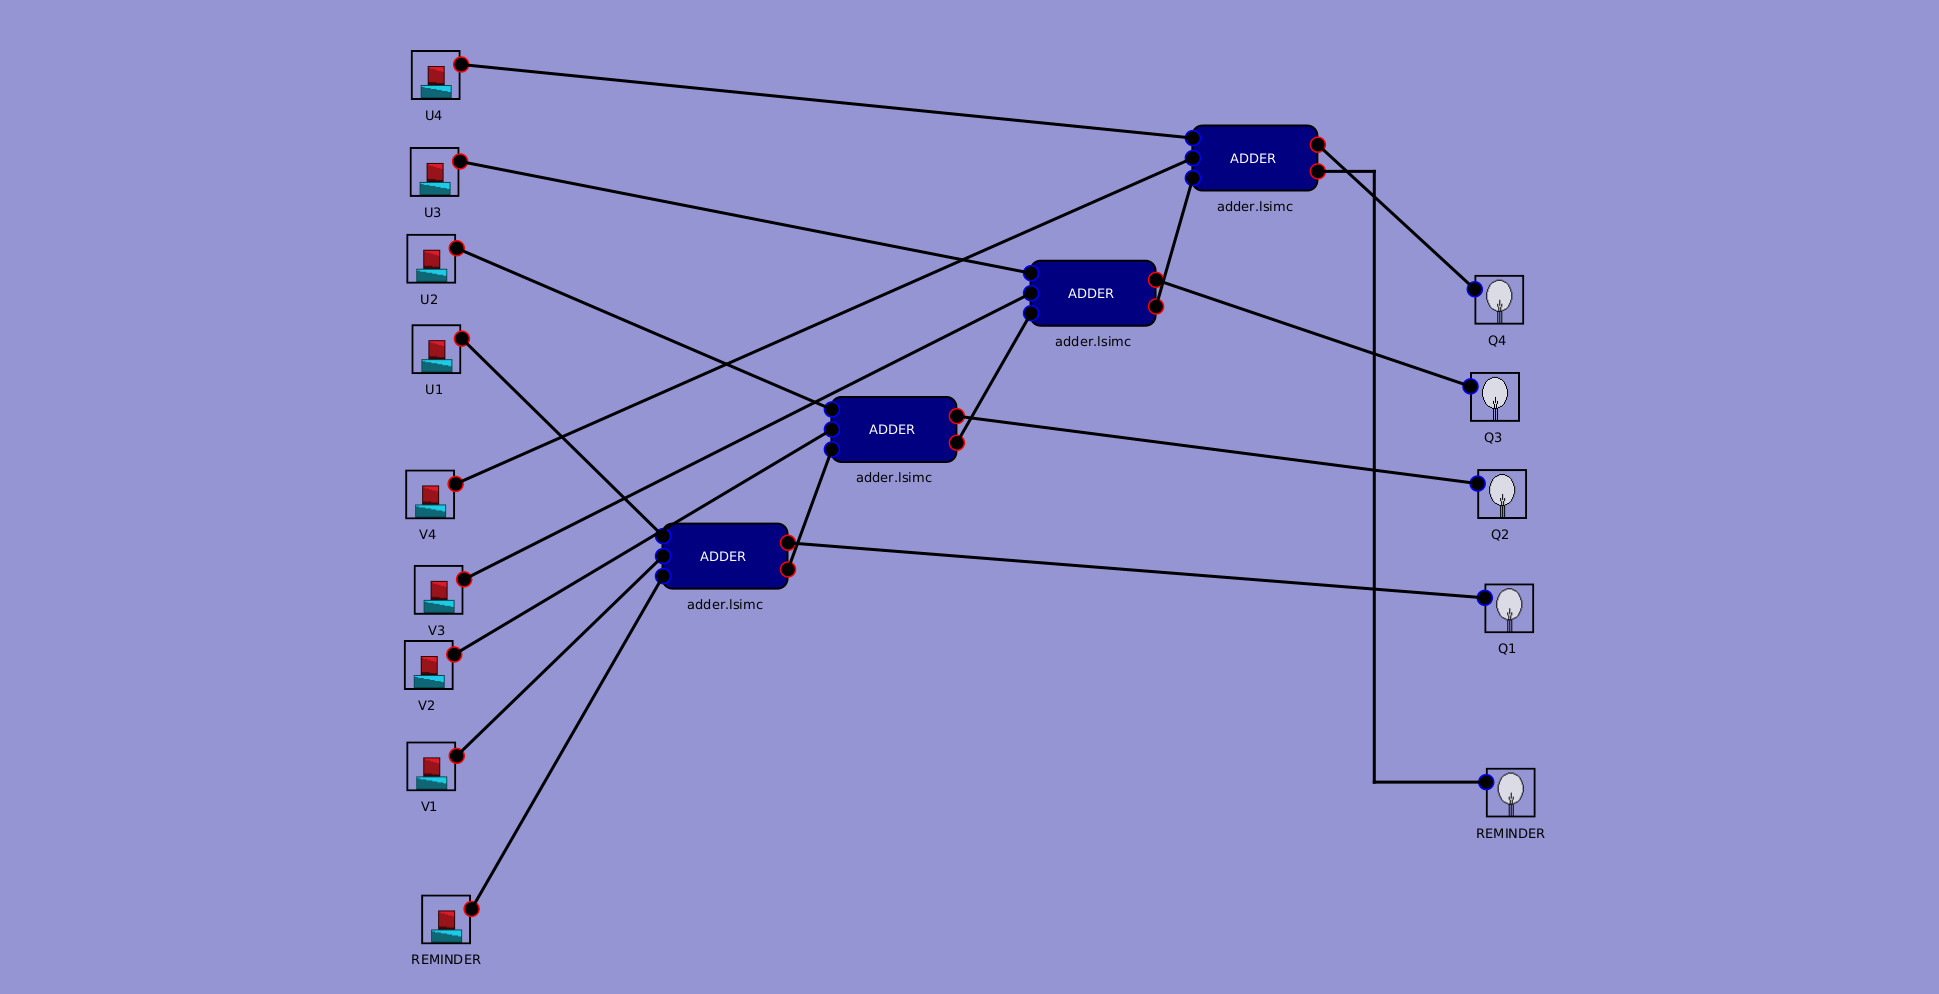 U4
U3
U2
U1
V4
V3
V2
V1
REMINDER
ADDER
adder.lsimc
ADDER
adder.lsimc
ADDER
adder.lsimc
ADDER
adder.lsimc
Q4
Q3
Q2
Q1
REMINDER